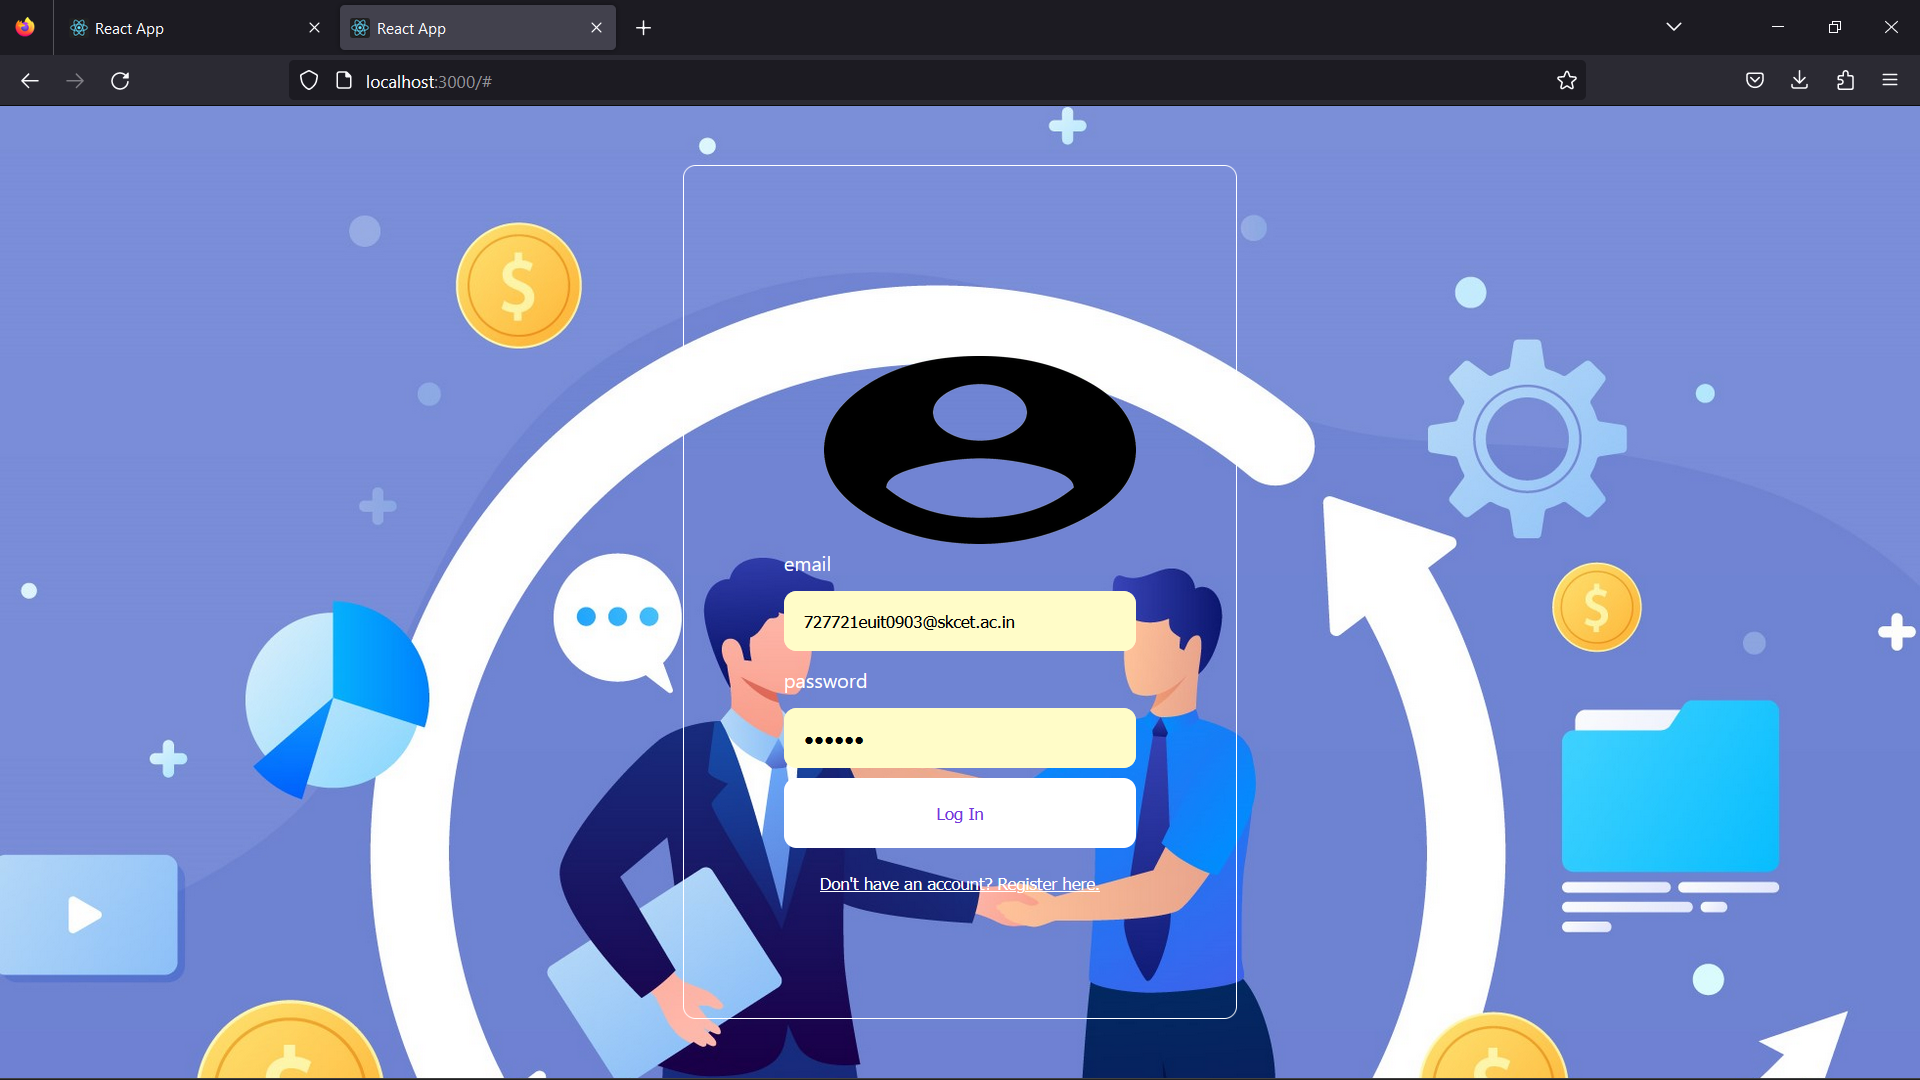 React App
React App
localhost:3000/#
$
$
email
727721euit0903@skcet.ac.in
password
••••••
Log In
Don't have an account? Register here.
$
$